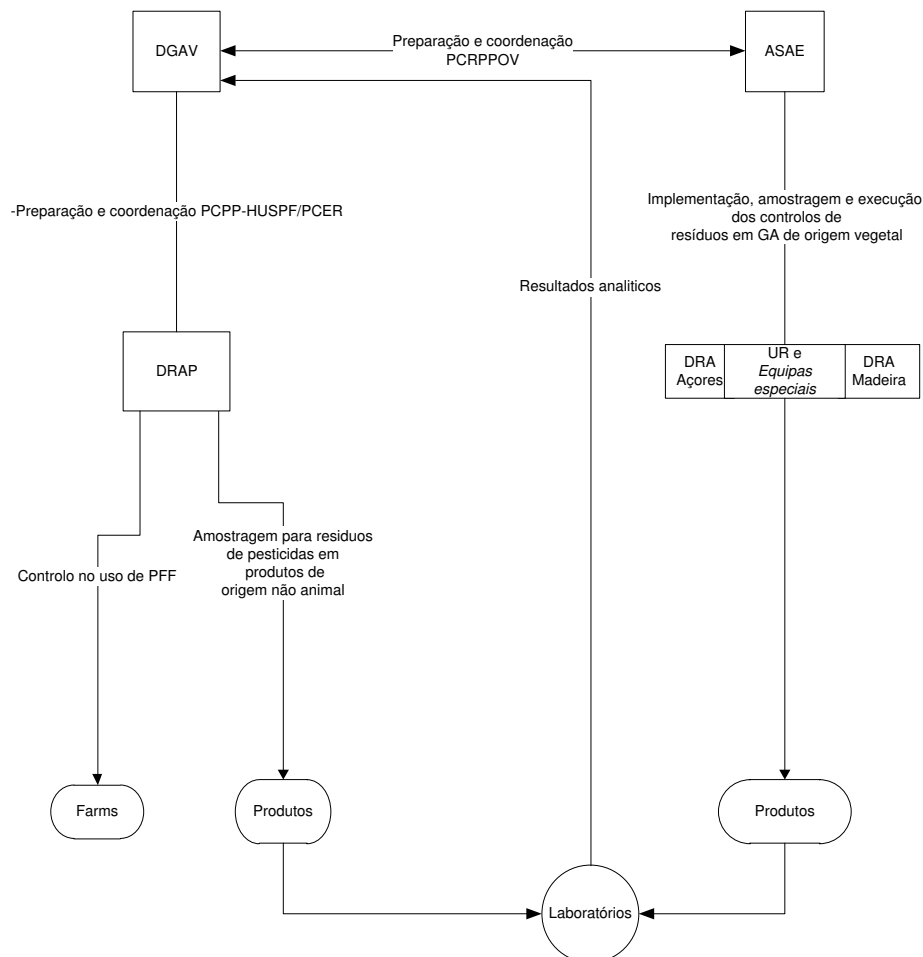 DGAV
Preparação e coordenação
PCRPPOV
ASAE
-Preparação e coordenação PCPP-HUSPF/PCER
Implementação, amostragem e execução
dos controlos de
resíduos em GA de origem vegetal
Resultados analiticos
DRAP
DRA
Açores
UR e
Equipas
especiais
DRA
Madeira
Controlo no uso de PFF
Amostragem para residuos
de pesticidas em
produtos de
origem não animal
Farms
Produtos
Produtos
Laboratórios